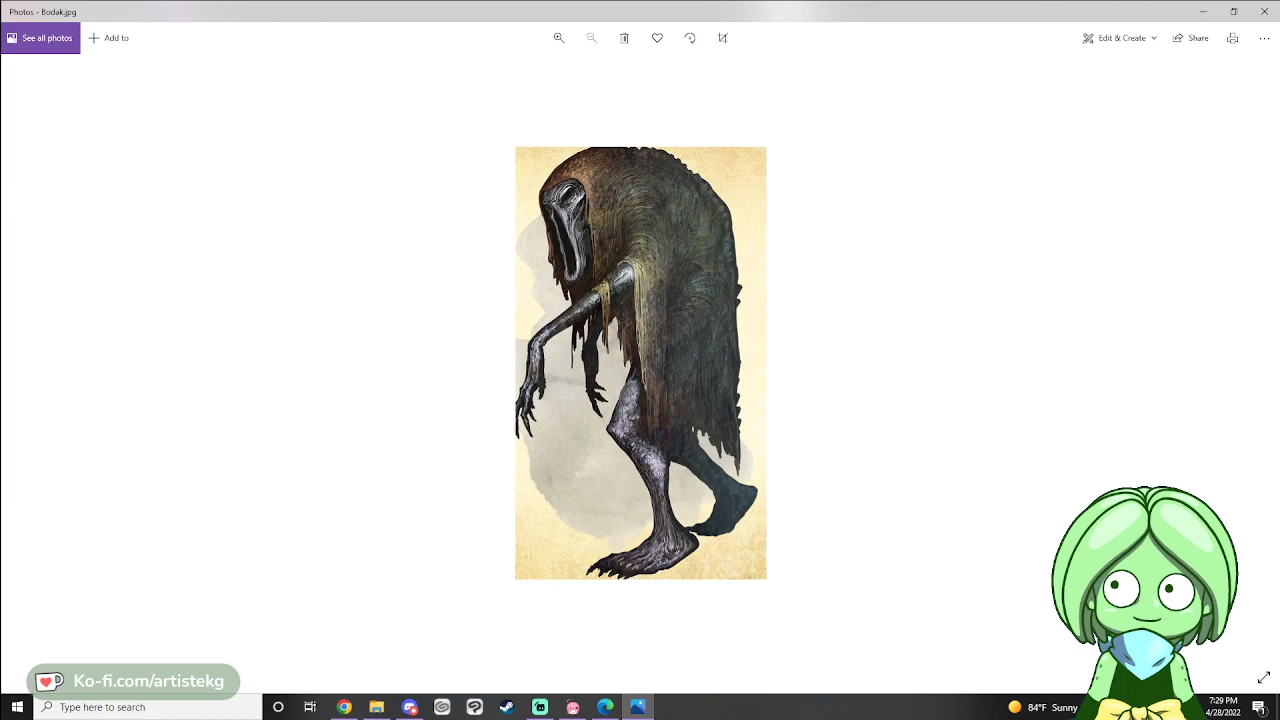 Photos - Bodak.jpg
See all photos
Add to
Edit & Create
Share
Ko-fi.com/artistekg
Type here to search
84°F Sunny
7:29 PM
4/28/2022